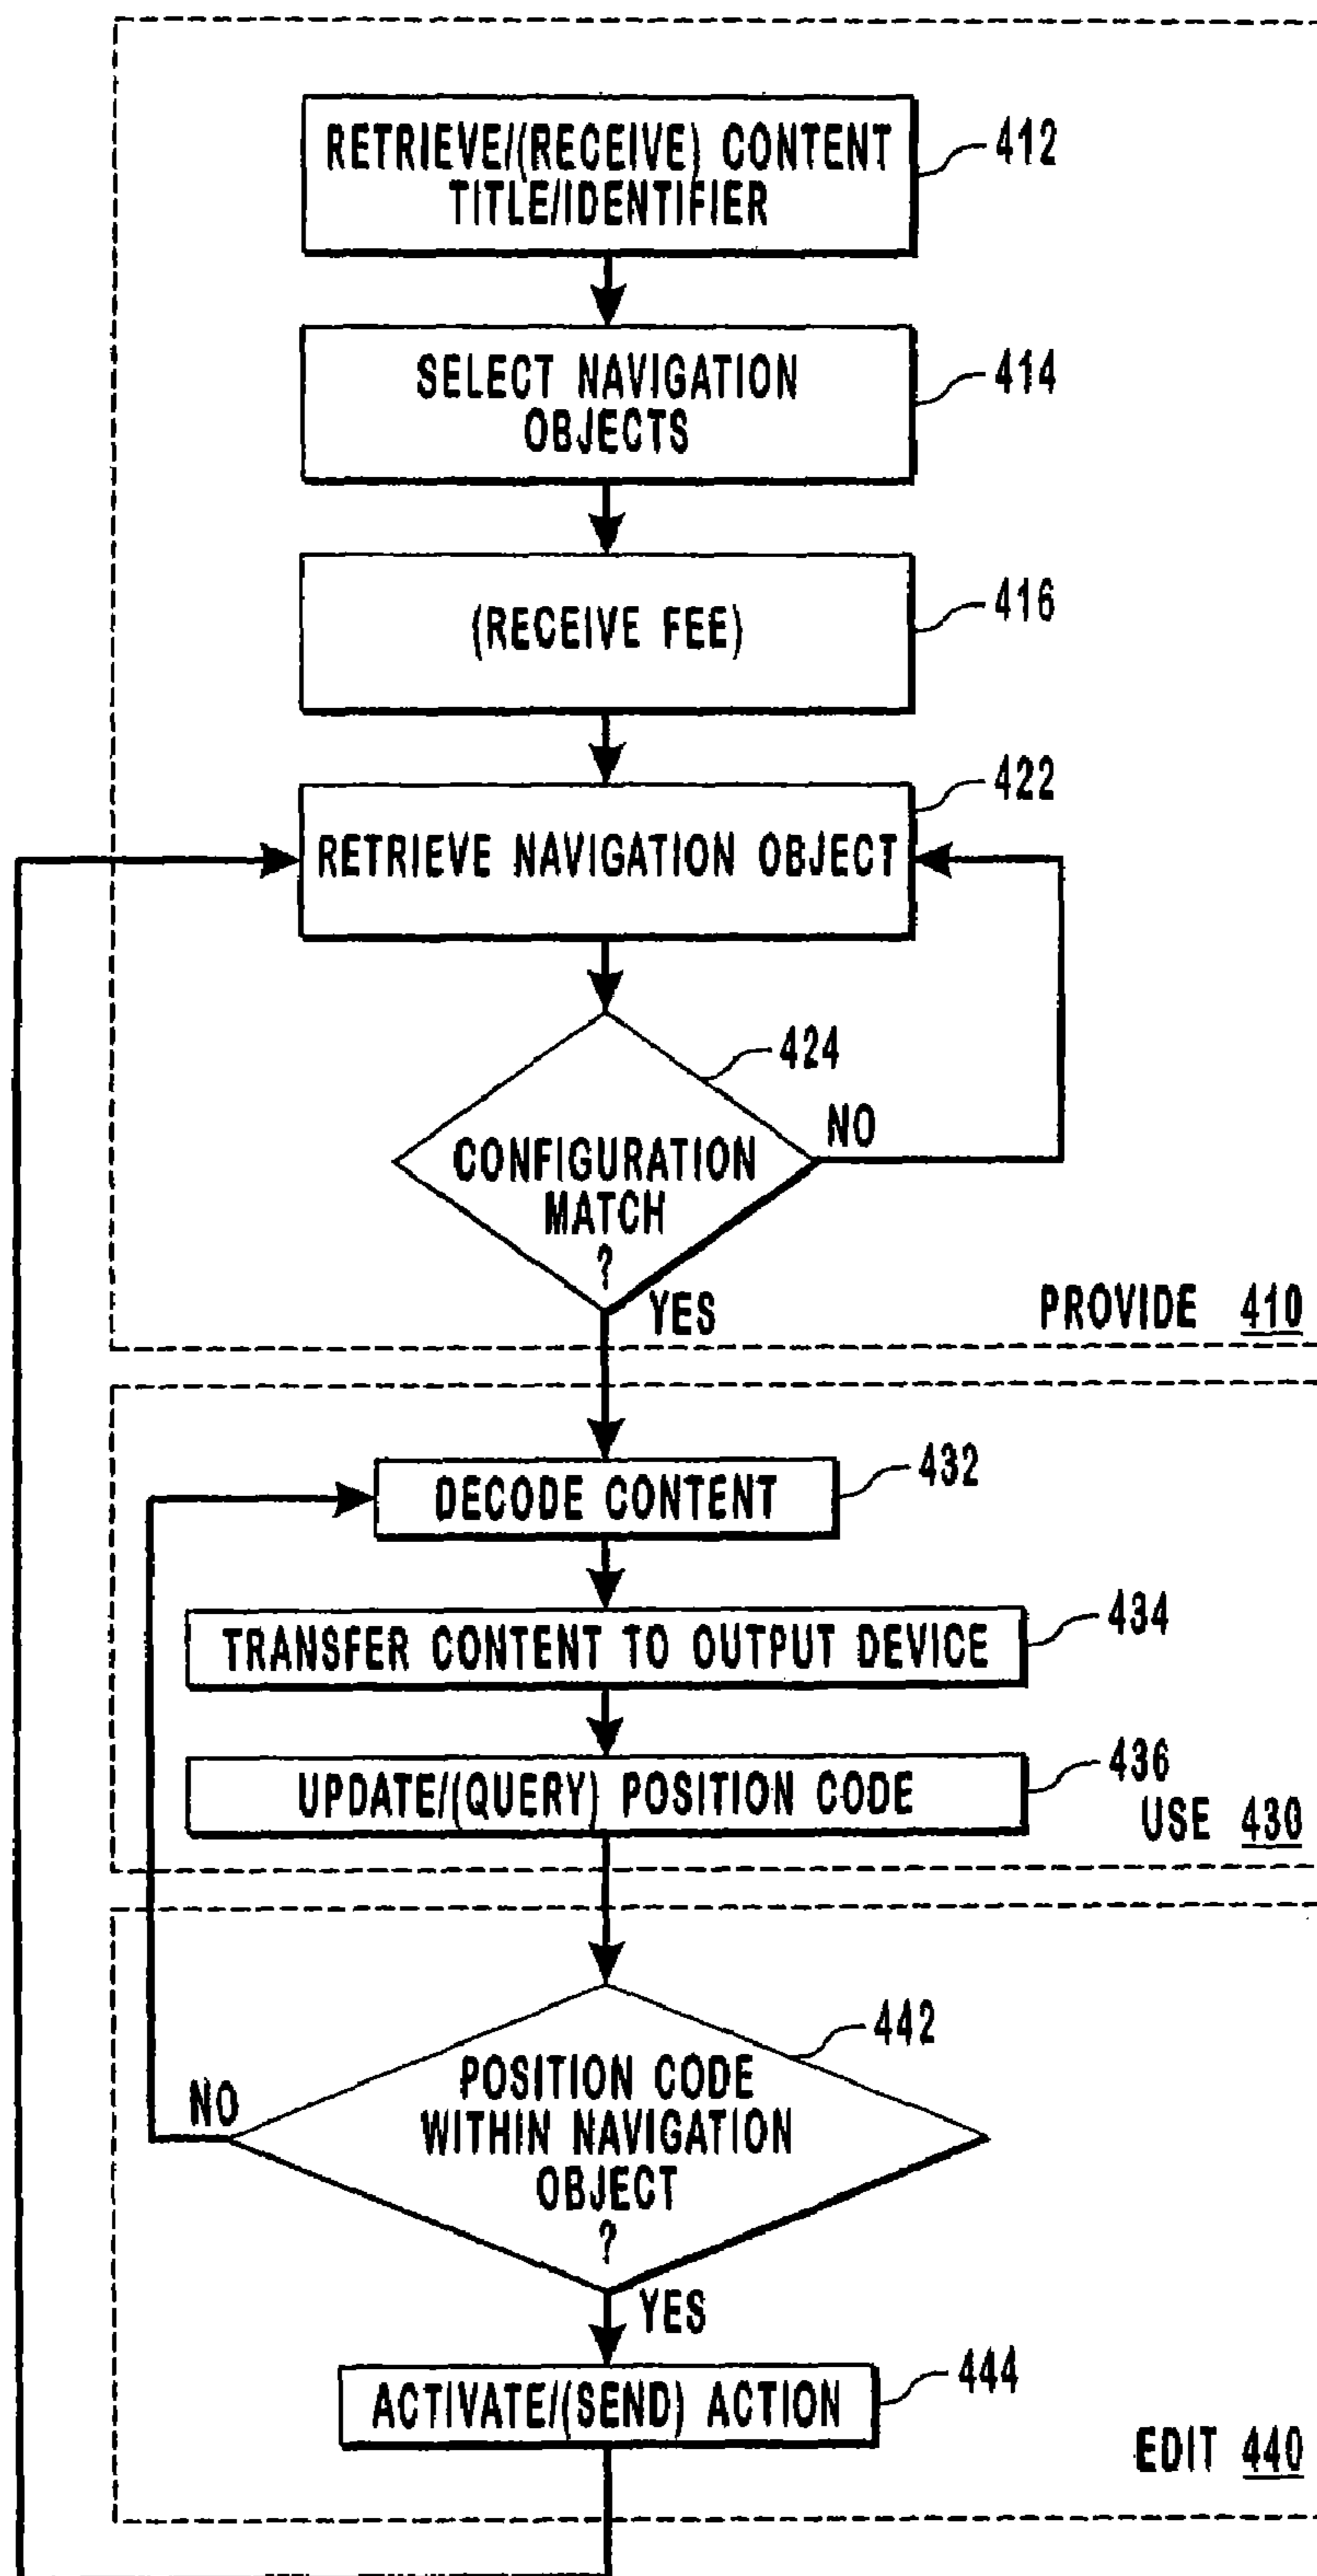 RETRIEVE/(RECEIVE) CONTENT
TITLE/IDENTIFIER
412
SELECT NAVIGATION
OBJECTS
414
(RECEIVE FEE)
416
422
RETRIEVE NAVIGATION OBJECT
424
CONFIGURATION
MATCH
?
NO
YES
PROVIDE 410
DECODE CONTENT
432
TRANSFER CONTENT TO OUTPUT DEVICE
434
UPDATE/(QUERY) POSITION CODE
436
USE 430
442
POSITION CODE
WITHIN NAVIGATION
OBJECT
?
NO
YES
ACTIVATE/(SEND) ACTION
444
EDIT 440